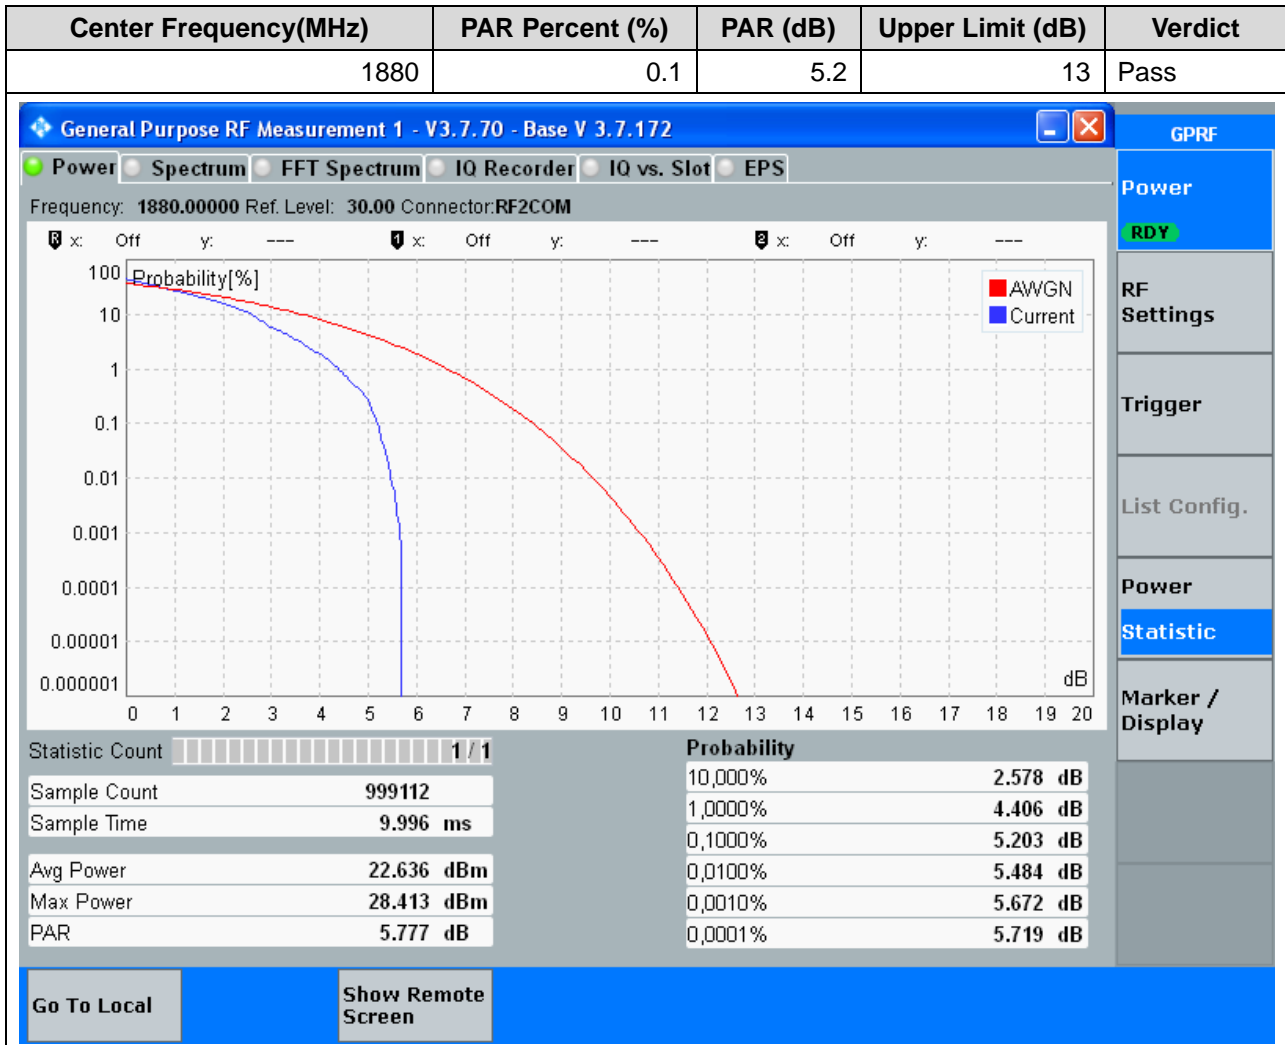 Center Frequency(MHz) PAR Percent (%) PAR (dB) Upper Limit (dB) Verdict
1880 0.1 5.2 13 Pass
General Purpose RF Measurement 1 - V3.7.70 - Base V 3.7.172
GPRF
Power Spectrum FFT Spectrum IQ Recorder IQ vs. Slot EPS
Power
RDY
Frequency: 1880.00000 Ref. Level: 30.00 Connector:RF2COM
R x: Off y: --- 1 x: Off y: --- 2 x: Off y: ---
Probability[%]
AWGN
Current
100
10
1
0.1
0.01
0.001
0.0001
0.00001
0.000001
dB
0 1 2 3 4 5 6 7 8 9 10 11 12 13 14 15 16 17 18 19 20
RF
Settings
Trigger
List Config.
Power
Statistic
Marker /
Display
Statistic Count 1 / 1
Sample Count 999112
Sample Time 9.996 ms
Avg Power 22.636 dBm
Max Power 28.413 dBm
PAR 5.777 dB
Probability
10,000% 2.578 dB
1,0000% 4.406 dB
0,1000% 5.203 dB
0,0100% 5.484 dB
0,0010% 5.672 dB
0,0001% 5.719 dB
Go To Local
Show Remote
Screen